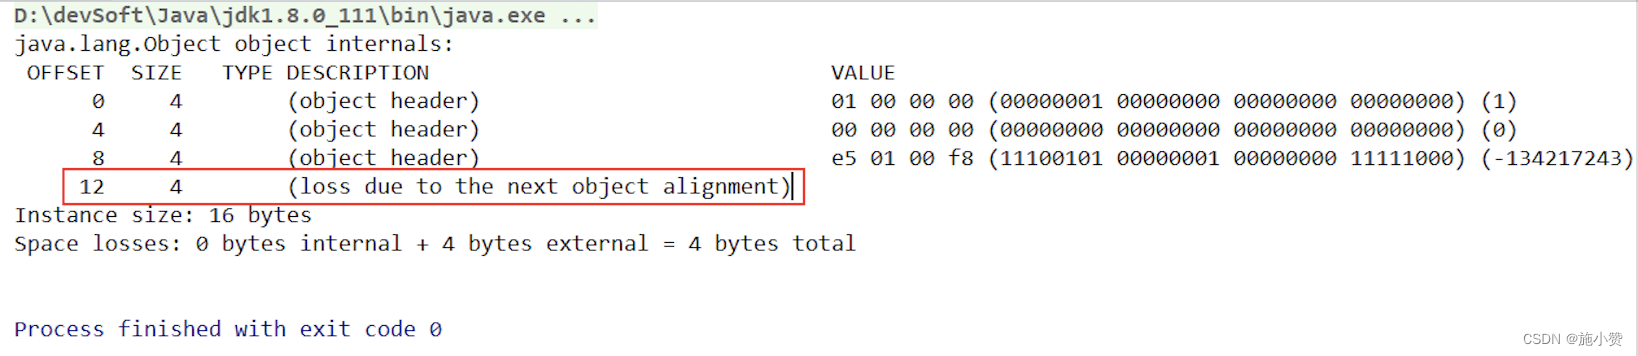 D:\devSoft\Java\jdk1.8.0_111\bin\java.exe ...
java.lang.Object object internals:
OFFSET  SIZE   TYPE DESCRIPTION                               VALUE
0     4        (object header)                           01 00 00 00 (00000001 00000000 00000000 00000000) (1)
4     4        (object header)                           00 00 00 00 (00000000 00000000 00000000 00000000) (0)
8     4        (object header)                           e5 01 00 f8 (11100101 00000001 00000000 11111000) (-134217243)
12     4        (loss due to the next object alignment)
Instance size: 16 bytes
Space losses: 0 bytes internal + 4 bytes external = 4 bytes total
Process finished with exit code 0
CSDN @施小赞